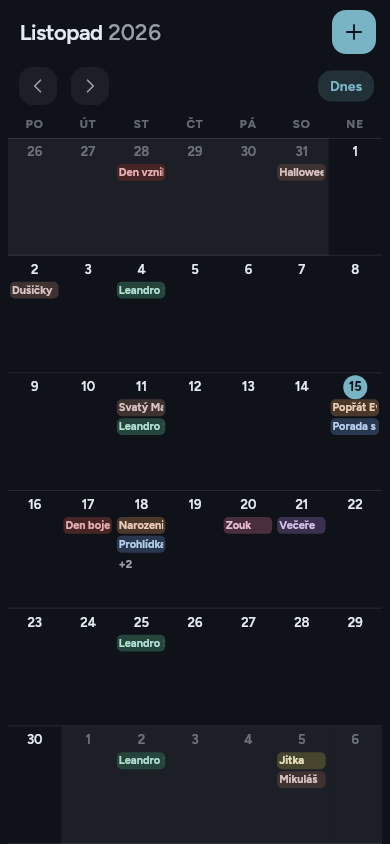 Listopad 2026
Dnes
PO ÚT ST ČT PÁ SO NE
26 27 28 29 30 31 1
Den vzni Hallowee
2 3 4 5 6 7 8
Dušičky Leandro
9 10 11 12 13 14 15
Svatý Ma Popřát Ev
Leandro Porada s
16 17 18 19 20 21 22
Den boje Narozeni Zouk Večeře
Prohlídka
+2
23 24 25 26 27 28 29
Leandro
30 1 2 3 4 5 6
Leandro Jitka
Mikuláš